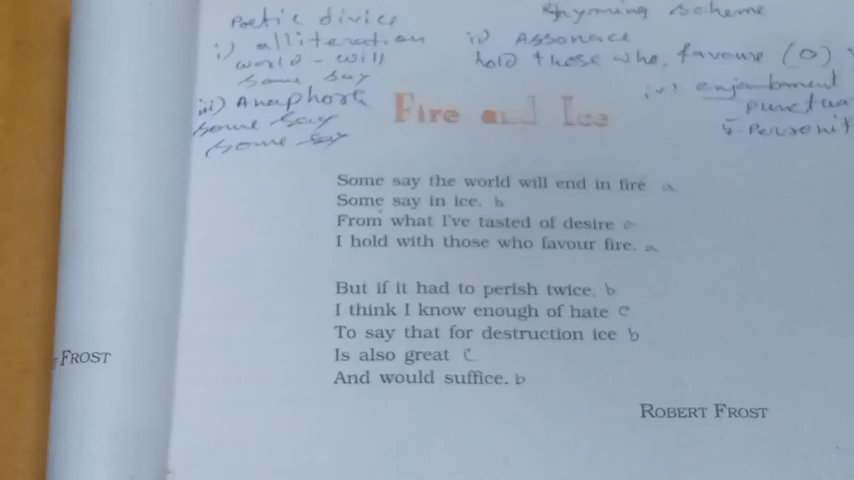 Poetic divice
Rhyming scheme
i) alliteration
world - will
some say
ii) Assonace
hold those who, favour (o)
iii) Anaphora
some say
some say
iv) enjambment
punctua
5. Personif
Fire and Ice
Some say the world will end in fire a
Some say in ice. b
From what I've tasted of desire a
I hold with those who favour fire. a
But if it had to perish twice, b
I think I know enough of hate c
To say that for destruction ice b
Is also great c
And would suffice. b
FROST
ROBERT FROST